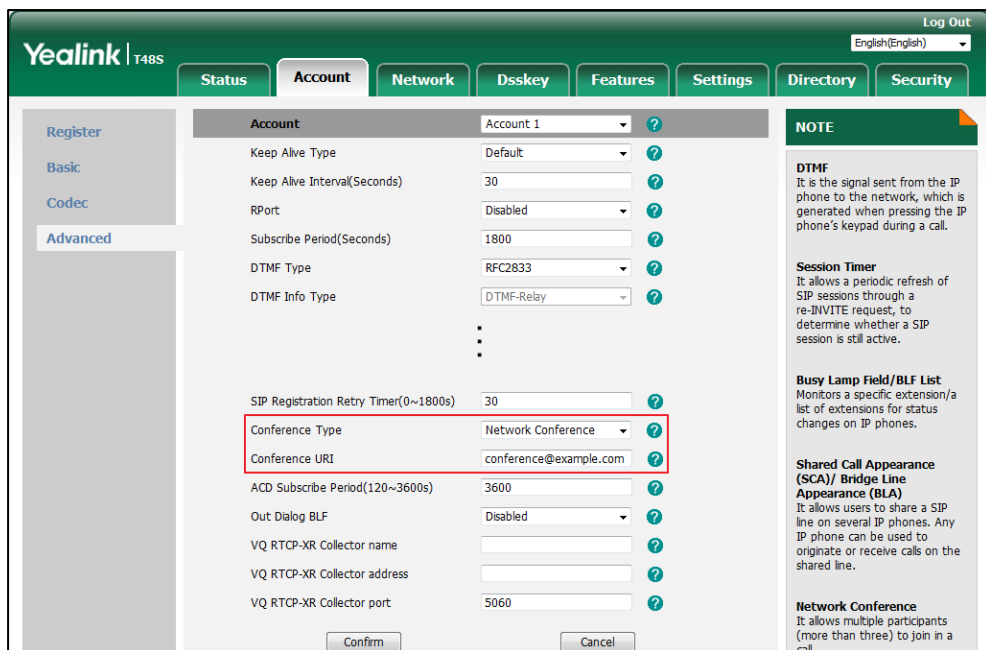 Log Out
English(English)
Yealink | T48S
Status Account Network Dsskey Features Settings Directory Security
Register
Basic
Codec
Advanced
Account Account 1
Keep Alive Type Default
Keep Alive Interval(Seconds) 30
RPort Disabled
Subscribe Period(Seconds) 1800
DTMF Type RFC2833
DTMF Info Type DTMF-Relay
SIP Registration Retry Timer(0~1800s) 30
Conference Type Network Conference
Conference URI conference@example.com
ACD Subscribe Period(120~3600s) 3600
Out Dialog BLF Disabled
VQ RTCP-XR Collector name
VQ RTCP-XR Collector address
VQ RTCP-XR Collector port 5060
Confirm Cancel
NOTE
DTMF
It is the signal sent from the IP
phone to the network, which is
generated when pressing the IP
phone's keypad during a call.
Session Timer
It allows a periodic refresh of
SIP sessions through a
re-INVITE request, to
determine whether a SIP
session is still active.
Busy Lamp Field/BLF List
Monitors a specific extension/a
list of extensions for status
changes on IP phones.
Shared Call Appearance
(SCA)/ Bridge Line
Appearance (BLA)
It allows users to share a SIP
line on several IP phones. Any
IP phone can be used to
originate or receive calls on the
shared line.
Network Conference
It allows multiple participants
(more than three) to join in a
call.